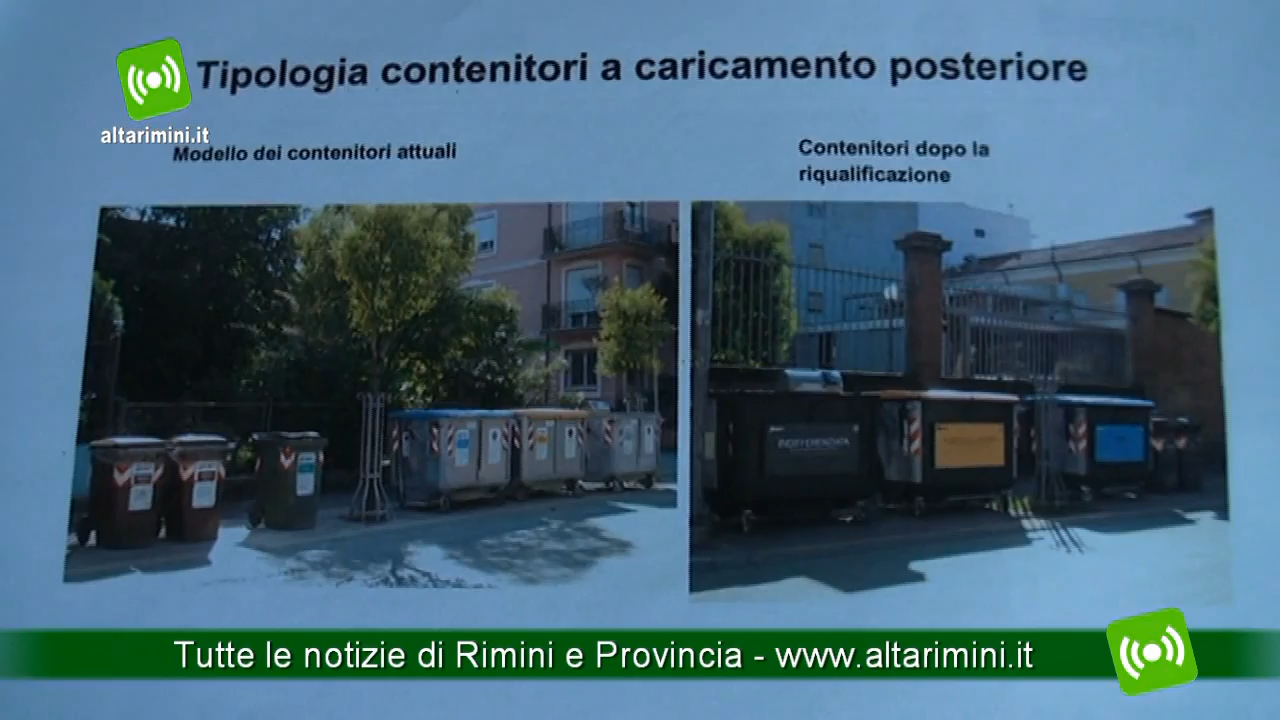 Tipologia contenitori a caricamento posteriore
altarimini.it
Modello dei contenitori attuali
Contenitori dopo la
riqualificazione
INDIFFERENZIATA
Tutte le notizie di Rimini e Provincia - www.altarimini.it